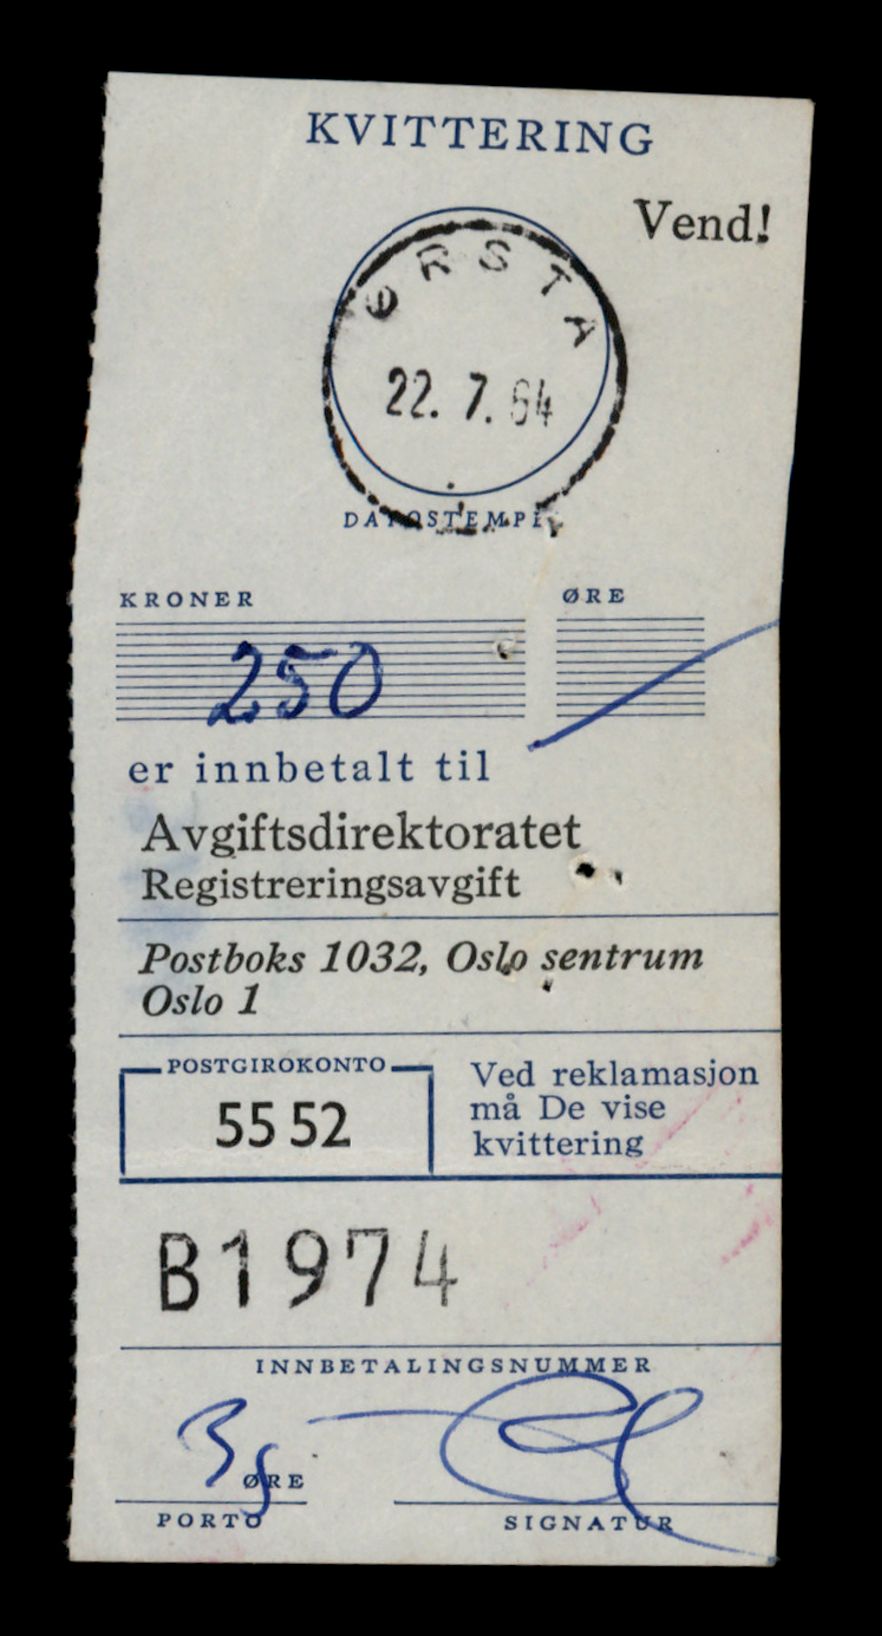 KVITTERING
Vend!
ØRSTA
22. 7. 64
DAGOSTEMPEL
KRONER
ØRE
250
er innbetalt til
Avgiftsdirektoratet
Registreringsavgift
Postboks 1032, Oslo sentrum
Oslo 1
POSTGIROKONTO
55 52
Ved reklamasjon
må De vise
kvittering
B1974
INNBETALINGSNUMMER
ØRE
PORTO
SIGNATUR